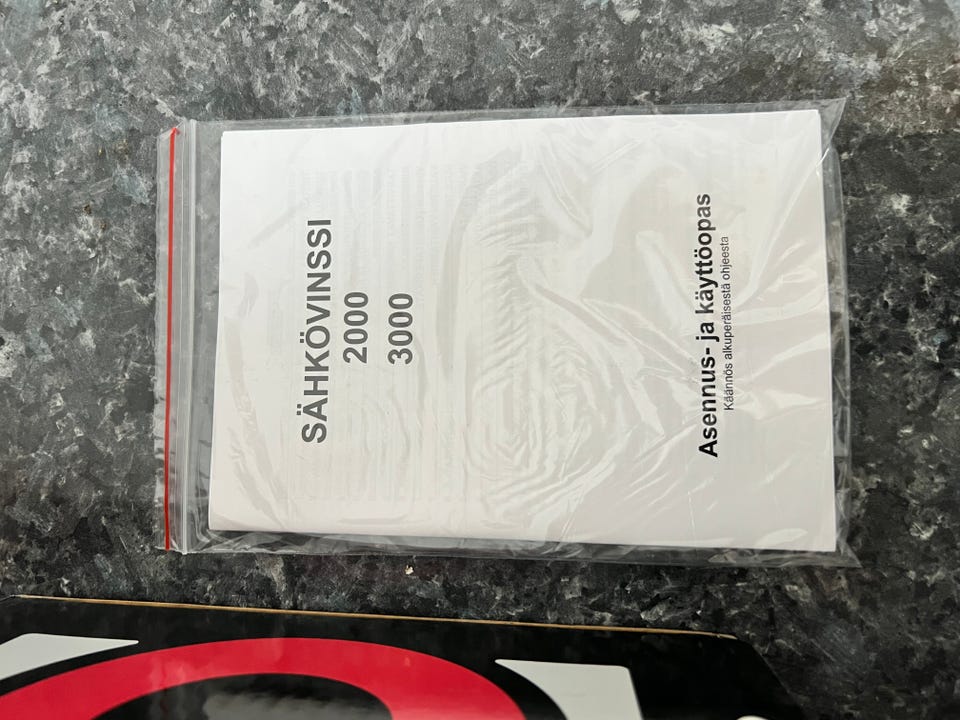 SÄHKÖVINSSI
2000
3000
Asennus- ja käyttöopas
Käännös alkuperäisestä ohjeesta